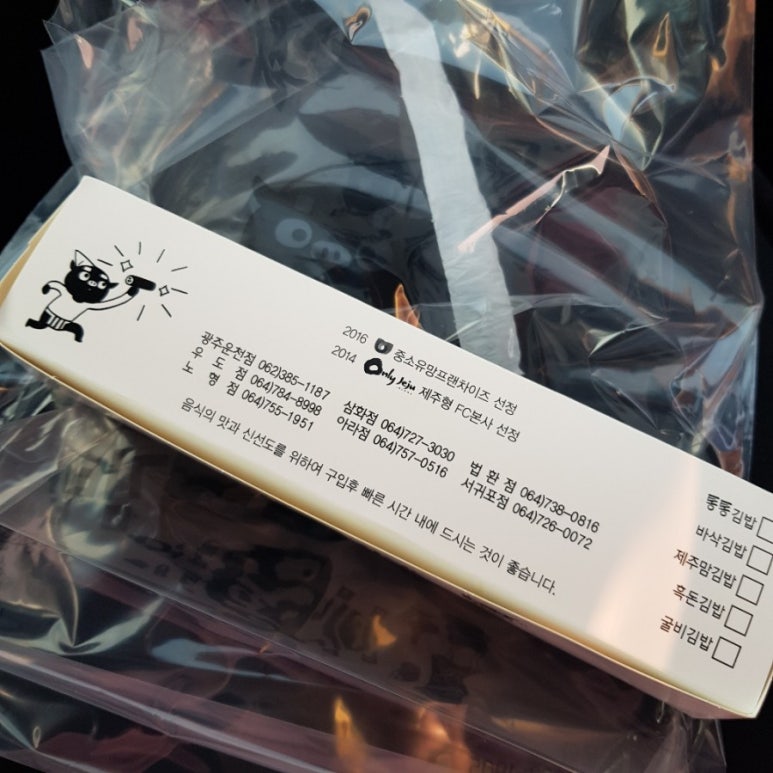 2016 중소유망프랜차이즈 선정
2014 Only Jeju 제주형 FC본사 선정
광주운전점 062)385-1187
우 도 점 064)784-8998 삼화점 064)727-3030 법 환 점 064)738-0816
노 형 점 064)755-1951 아라점 064)757-0516 서귀포점 064)726-0072
음식의 맛과 신선도를 위하여 구입후 빠른 시간 내에 드시는 것이 좋습니다.
통통김밥
바삭김밥
제주맘김밥
흑돈김밥
굴비김밥